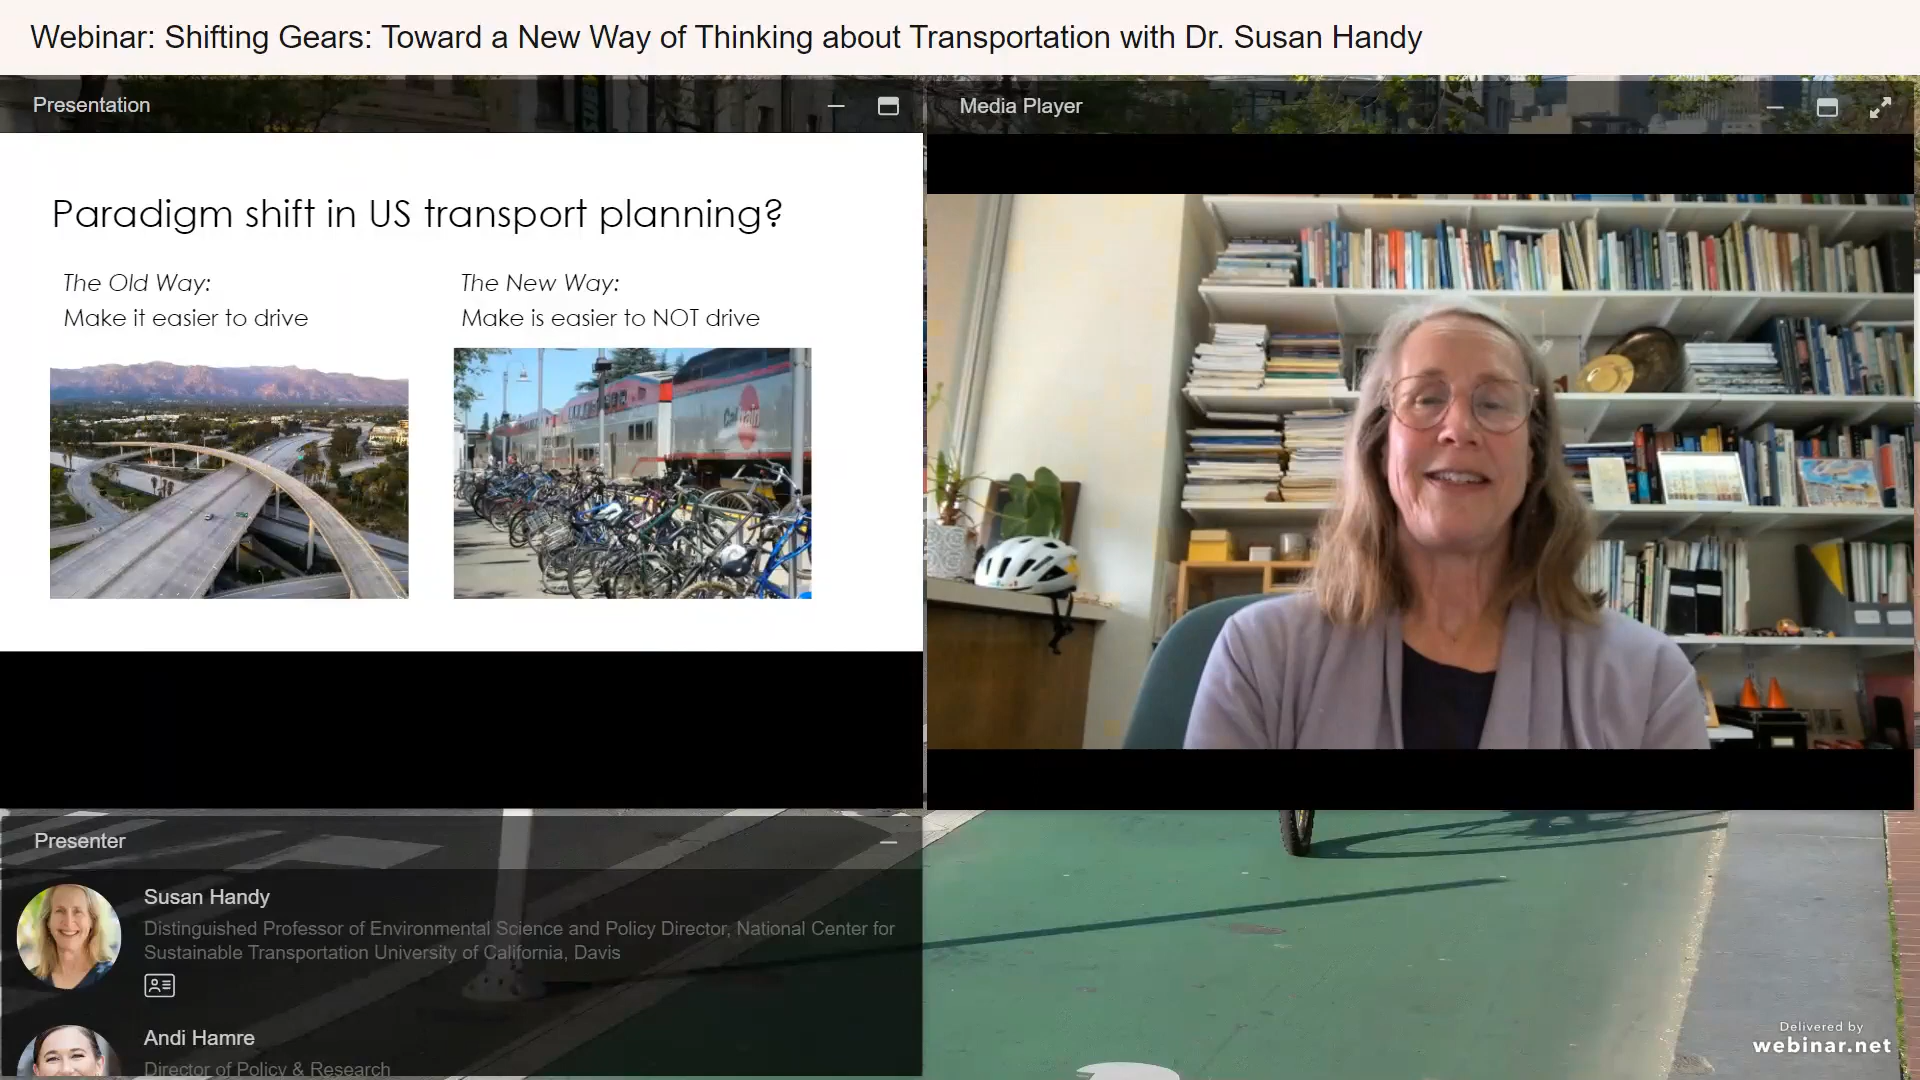 Webinar: Shifting Gears: Toward a New Way of Thinking about Transportation with Dr. Susan Handy
Presentation
Media Player
Paradigm shift in US transport planning?
The Old Way:
Make it easier to drive
The New Way:
Make is easier to NOT drive
Caltrain
Presenter
Susan Handy
Distinguished Professor of Environmental Science and Policy Director, National Center for
Sustainable Transportation University of California, Davis
Andi Hamre
Director of Policy & Research
Delivered by
webinar.net